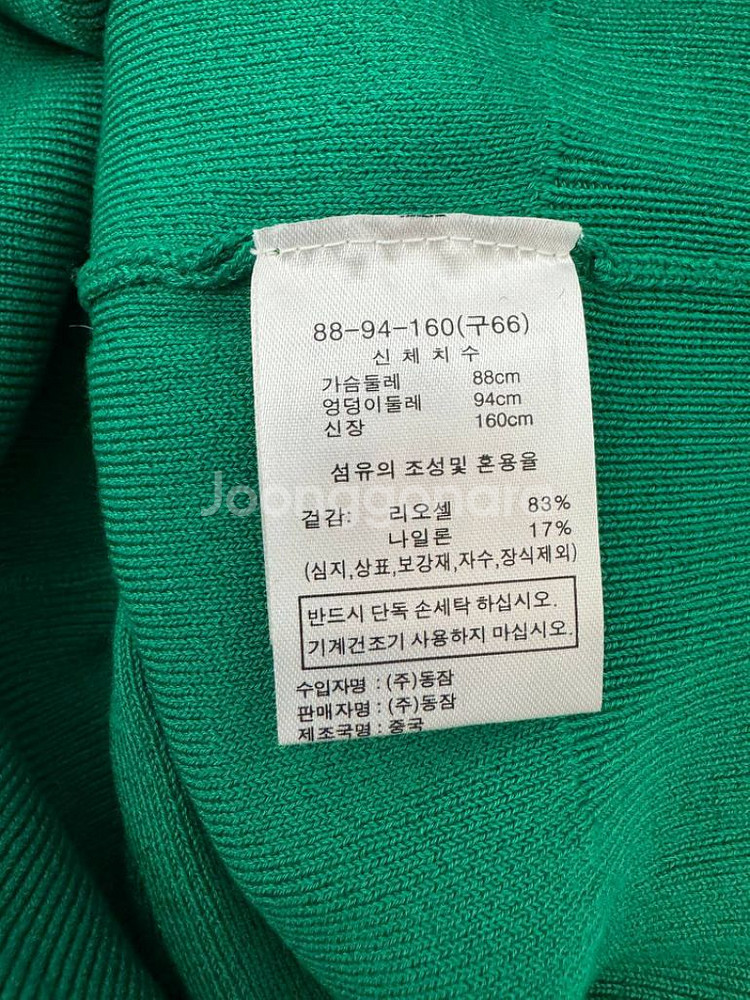 88-94-160(구66)
신 체 치 수
가슴둘레 88cm
엉덩이둘레 94cm
신장 160cm
섬유의 조성및 혼용율
Joonggonara
겉감: 리오셀 83%
나일론 17%
(심지,상표,보강재,자수,장식제외)
반드시 단독 손세탁 하십시오.
기계건조기 사용하지 마십시오.
수입자명 : (주)동잠
판매자명 : (주)동잠
제조국명 : 중국